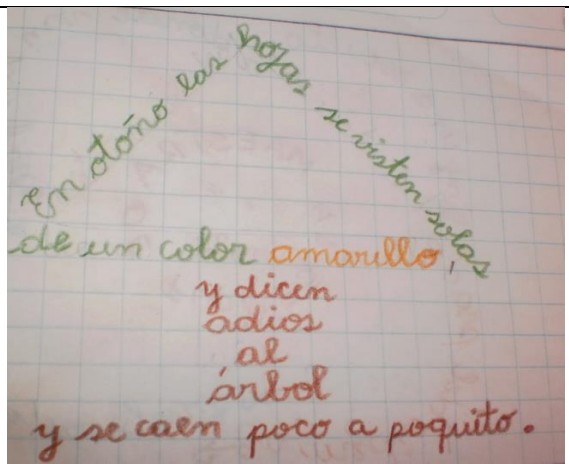 En otoño las hojas se visten solas
de un color amarillo,
y dicen
adios
al
árbol
y se caen poco a poquito.